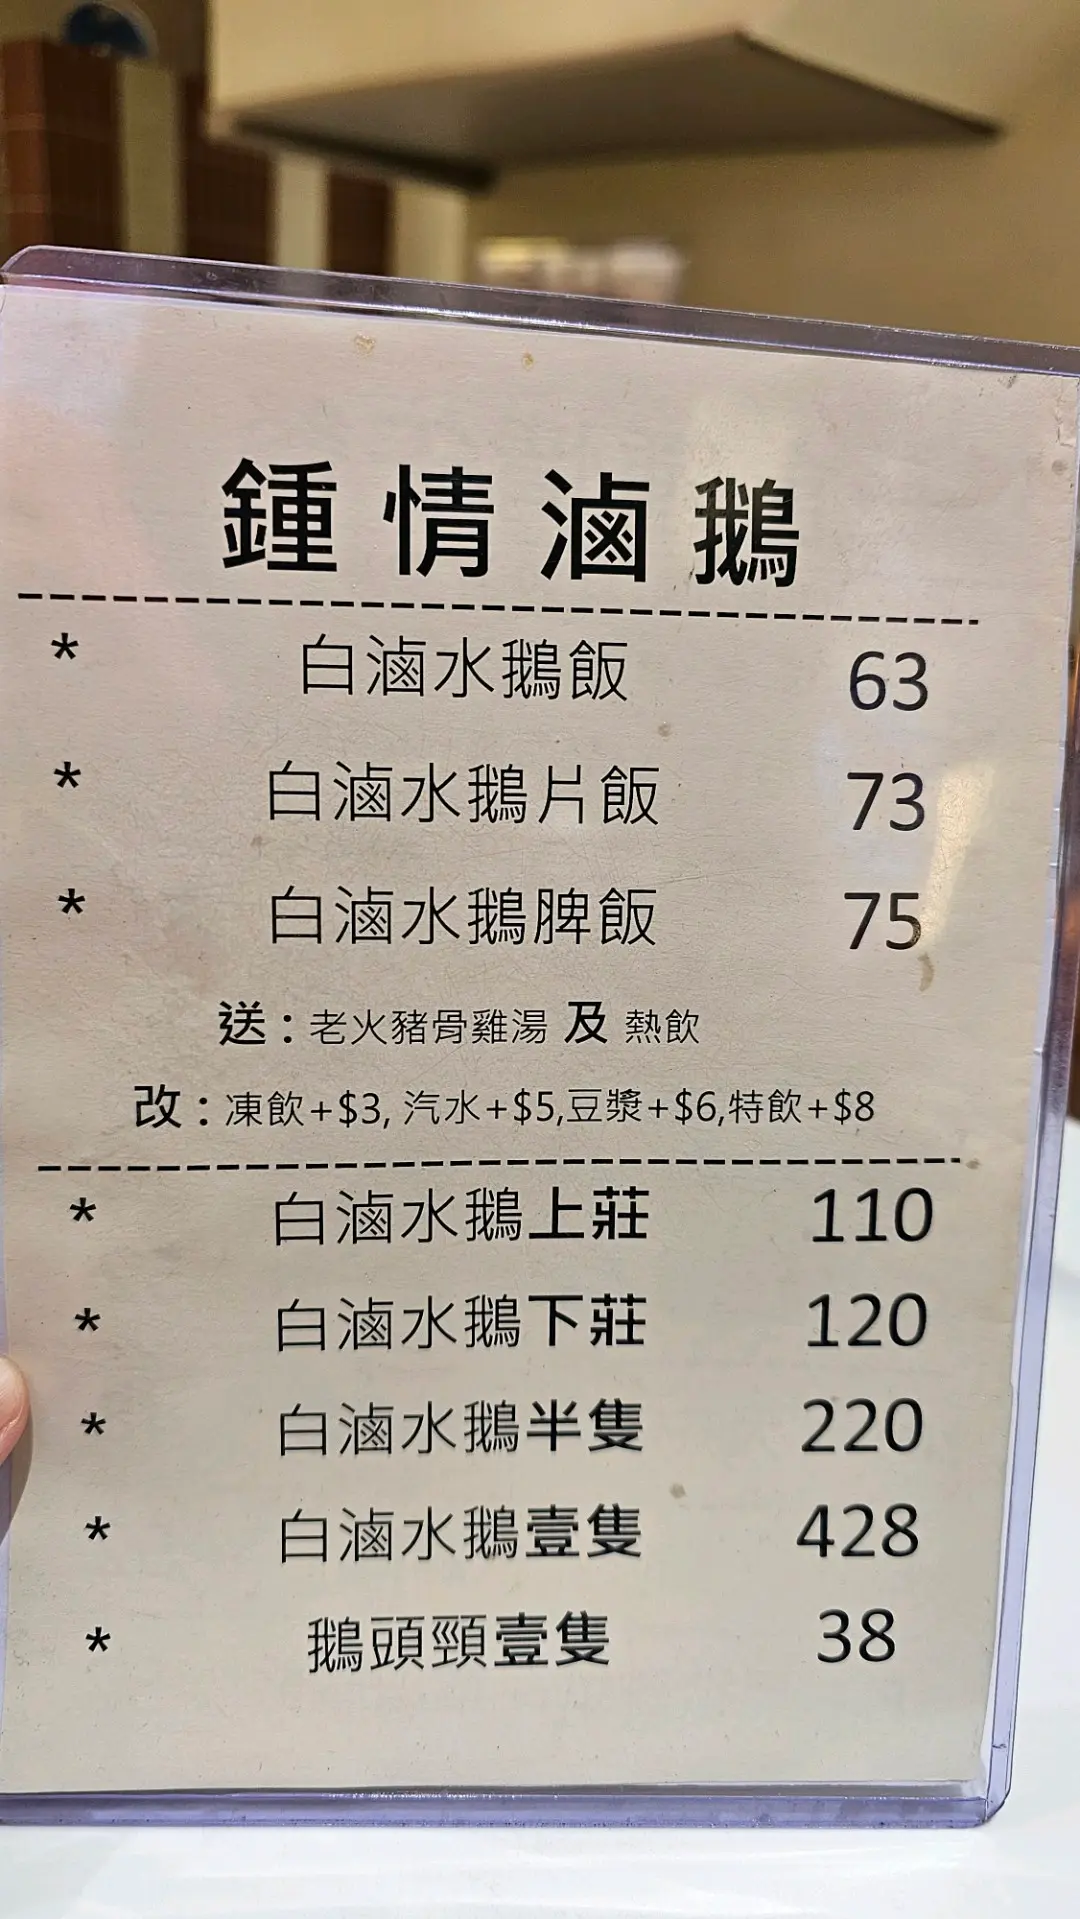 鍾情滷鵝
* 白滷水鵝飯 63
* 白滷水鵝片飯 73
* 白滷水鵝髀飯 75
送：老火豬骨雞湯 及 熱飲
改：凍飲+$3, 汽水+$5,豆漿+$6,特飲+$8
* 白滷水鵝上莊 110
* 白滷水鵝下莊 120
* 白滷水鵝半隻 220
* 白滷水鵝壹隻 428
* 鵝頭頸壹隻 38